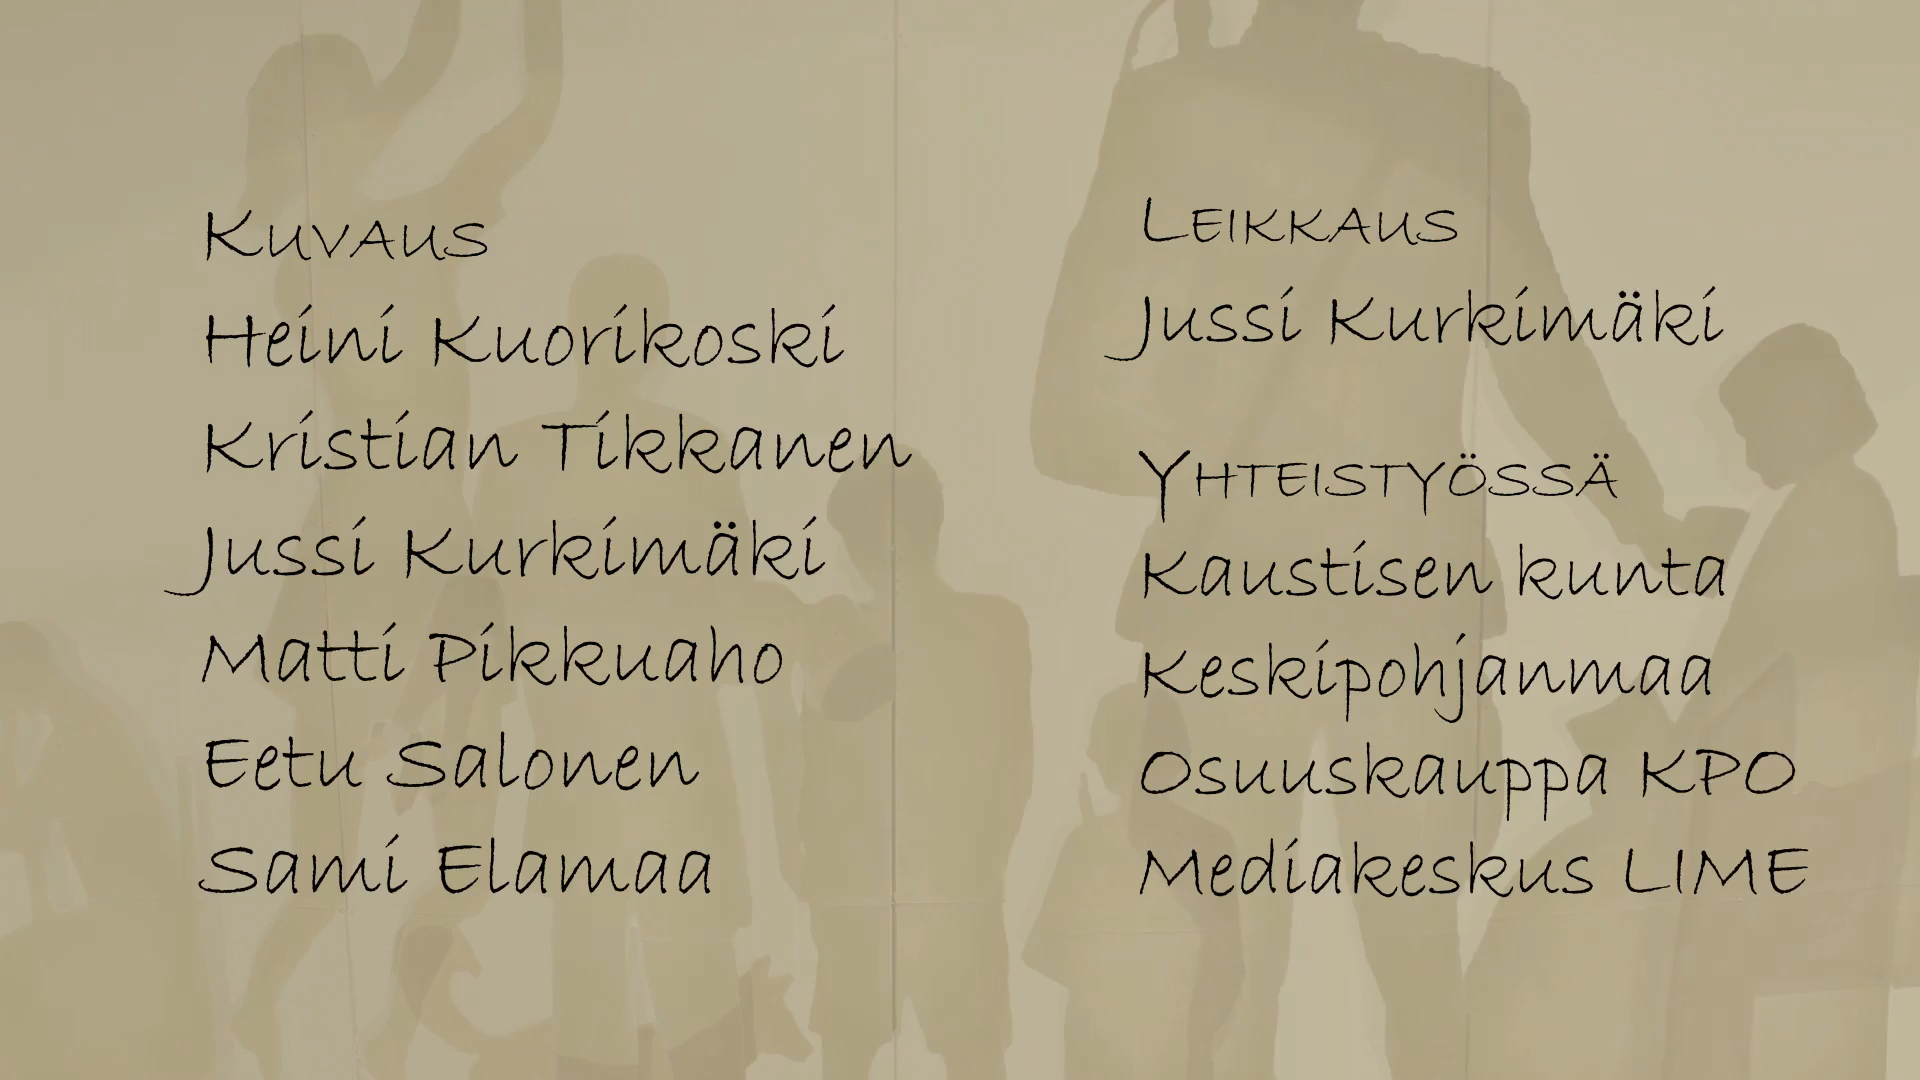 Kuvaus
Heini Kuorikoski
Kristian Tikkanen
Jussi Kurkimäki
Matti Pikkuaho
Eetu Salonen
Sami Elamaa
Leikkaus
Jussi Kurkimäki
Yhteistyössä
Kaustisen kunta
Keskipohjanmaa
Osuuskauppa KPO
Mediakeskus LIME